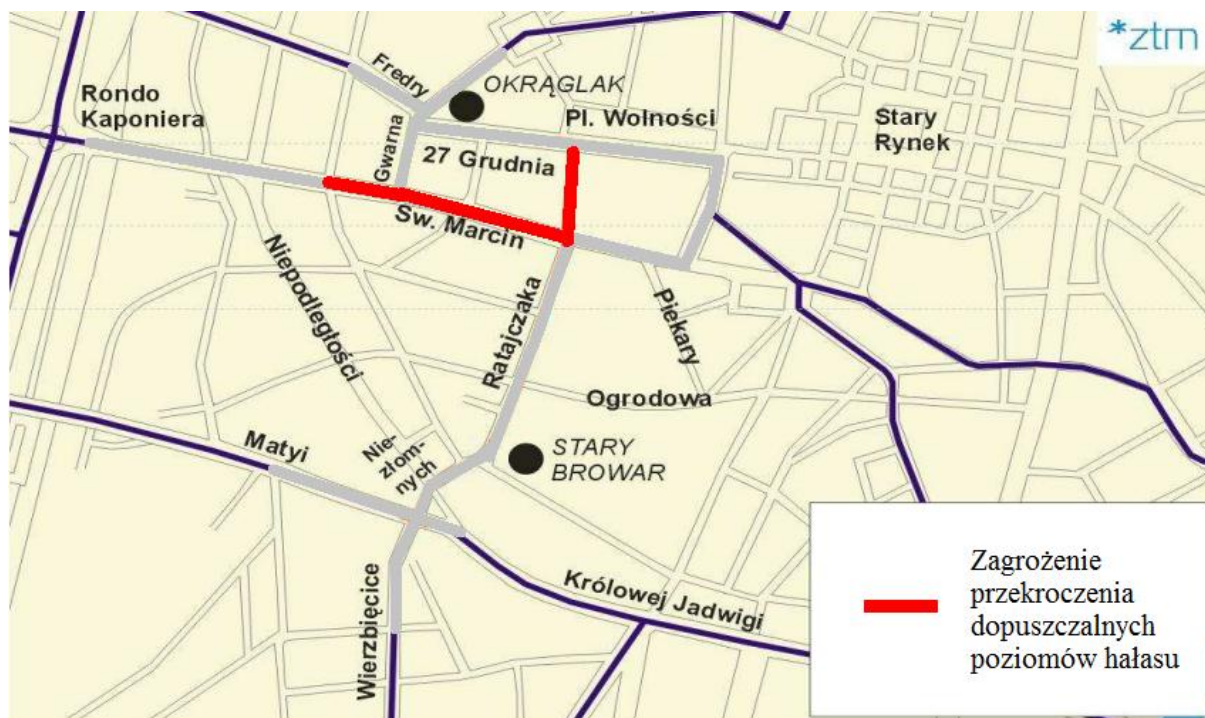 *ztm
Fredry
OKRĄGLAK
Rondo
Kaponiera
Pl. Wolności
Stary
Rynek
Gwarna
27 Grudnia
Św. Marcin
Niepodległości
Ratajczaka
Piekary
Ogrodowa
Matyi
Nie-
złom-
nych
STARY
BROWAR
Wierzbięcice
Królowej Jadwigi
Zagrożenie
przekroczenia
dopuszczalnych
poziomów hałasu